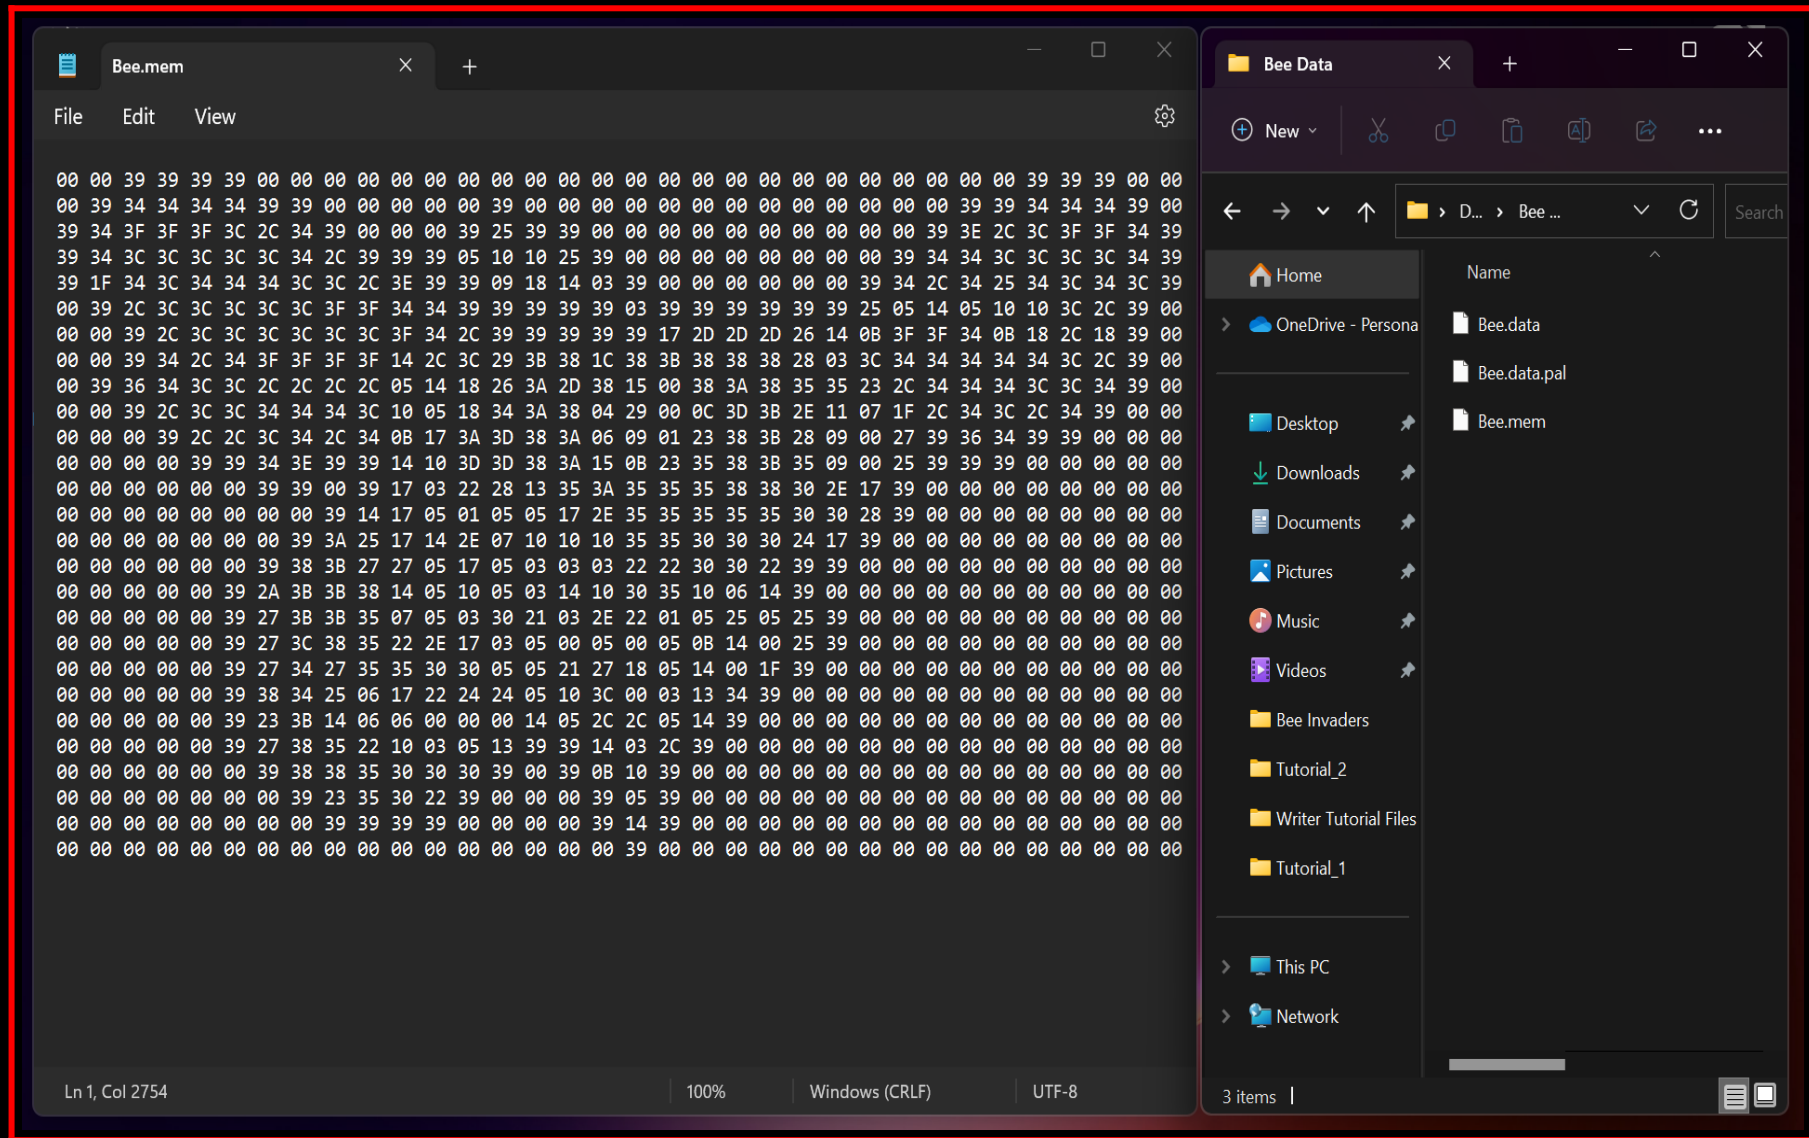 Bee.mem
File Edit View
00 00 39 39 39 39 00 00 00 00 00 00 00 00 00 00 00 00 00 00 00 00 00 00 00 00 00 00 00 39 39 39 00 00
00 39 34 34 34 34 39 39 00 00 00 00 00 39 00 00 00 00 00 00 00 00 00 00 00 00 00 39 39 34 34 34 39 00
39 34 3F 3F 3F 3C 2C 34 39 00 00 00 39 25 39 39 00 00 00 00 00 00 00 00 00 00 39 3E 2C 3C 3F 3F 34 39
39 34 3C 3C 3C 3C 3C 34 2C 39 39 39 05 10 10 25 39 00 00 00 00 00 00 00 00 39 34 34 3C 3C 3C 3C 34 39
39 1F 34 3C 34 34 34 3C 3C 2C 3E 39 39 09 18 14 03 39 00 00 00 00 00 00 39 34 2C 34 25 34 3C 34 3C 39
00 39 2C 3C 3C 3C 3C 3C 3F 3F 34 34 39 39 39 39 39 03 39 39 39 39 39 39 25 05 14 05 10 10 3C 2C 39 00
00 00 39 2C 3C 3C 3C 3C 3C 3C 3F 34 2C 39 39 39 39 39 17 2D 2D 2D 26 14 0B 3F 3F 34 0B 18 2C 18 39 00
00 00 39 34 2C 34 3F 3F 3F 3F 14 2C 3C 29 3B 38 1C 38 3B 38 38 38 28 03 3C 34 34 34 34 34 3C 2C 39 00
00 39 36 34 3C 3C 2C 2C 2C 2C 05 14 18 26 3A 2D 38 15 00 38 3A 38 35 35 23 2C 34 34 34 3C 3C 34 39 00
00 00 39 2C 3C 3C 34 34 34 3C 10 05 18 34 3A 38 04 29 00 0C 3D 3B 2E 11 07 1F 2C 34 3C 2C 34 39 00 00
00 00 00 39 2C 2C 3C 34 2C 34 0B 17 3A 3D 38 3A 06 09 01 23 38 3B 28 09 00 27 39 36 34 39 39 00 00 00
00 00 00 00 39 39 34 3E 39 39 14 10 3D 3D 38 3A 15 0B 23 35 38 3B 35 09 00 25 39 39 39 00 00 00 00 00
00 00 00 00 00 00 39 39 00 39 17 03 22 28 13 35 3A 35 35 35 38 38 30 2E 17 39 00 00 00 00 00 00 00 00
00 00 00 00 00 00 00 00 39 14 17 05 01 05 05 17 2E 35 35 35 35 35 30 30 28 39 00 00 00 00 00 00 00 00
00 00 00 00 00 00 00 39 3A 25 17 14 2E 07 10 10 10 35 35 30 30 30 24 17 39 00 00 00 00 00 00 00 00 00
00 00 00 00 00 00 39 38 3B 27 27 05 17 05 03 03 03 22 22 30 30 22 39 39 00 00 00 00 00 00 00 00 00 00
00 00 00 00 00 39 2A 3B 3B 38 14 05 10 05 03 14 10 30 35 10 06 14 39 00 00 00 00 00 00 00 00 00 00 00
00 00 00 00 00 39 27 3B 3B 35 07 05 03 30 21 03 2E 22 01 05 25 05 25 39 00 00 00 00 00 00 00 00 00 00
00 00 00 00 00 39 27 3C 38 35 22 2E 17 03 05 00 05 00 05 0B 14 00 25 39 00 00 00 00 00 00 00 00 00 00
00 00 00 00 00 39 27 34 27 35 35 30 30 05 05 21 27 18 05 14 00 1F 39 00 00 00 00 00 00 00 00 00 00 00
00 00 00 00 00 39 38 34 25 06 17 22 24 24 05 10 3C 00 03 13 34 39 00 00 00 00 00 00 00 00 00 00 00 00
00 00 00 00 00 39 23 3B 14 06 06 00 00 00 14 05 2C 2C 05 14 39 00 00 00 00 00 00 00 00 00 00 00 00 00
00 00 00 00 00 39 27 38 35 22 10 03 05 13 39 39 14 03 2C 39 00 00 00 00 00 00 00 00 00 00 00 00 00 00
00 00 00 00 00 00 39 38 38 35 30 30 30 39 00 39 0B 10 39 00 00 00 00 00 00 00 00 00 00 00 00 00 00 00
00 00 00 00 00 00 00 39 23 35 30 22 39 00 00 00 39 05 39 00 00 00 00 00 00 00 00 00 00 00 00 00 00 00
00 00 00 00 00 00 00 00 39 39 39 39 00 00 00 00 39 14 39 00 00 00 00 00 00 00 00 00 00 00 00 00 00 00
00 00 00 00 00 00 00 00 00 00 00 00 00 00 00 00 00 39 00 00 00 00 00 00 00 00 00 00 00 00 00 00 00 00
Ln 1, Col 2754 100% Windows (CRLF) UTF-8
Bee Data
New
D... Bee ... Search
Home
OneDrive - Persona
Desktop
Downloads
Documents
Pictures
Music
Videos
Bee Invaders
Tutorial_2
Writer Tutorial Files
Tutorial_1
This PC
Network
Name
Bee.data
Bee.data.pal
Bee.mem
3 items